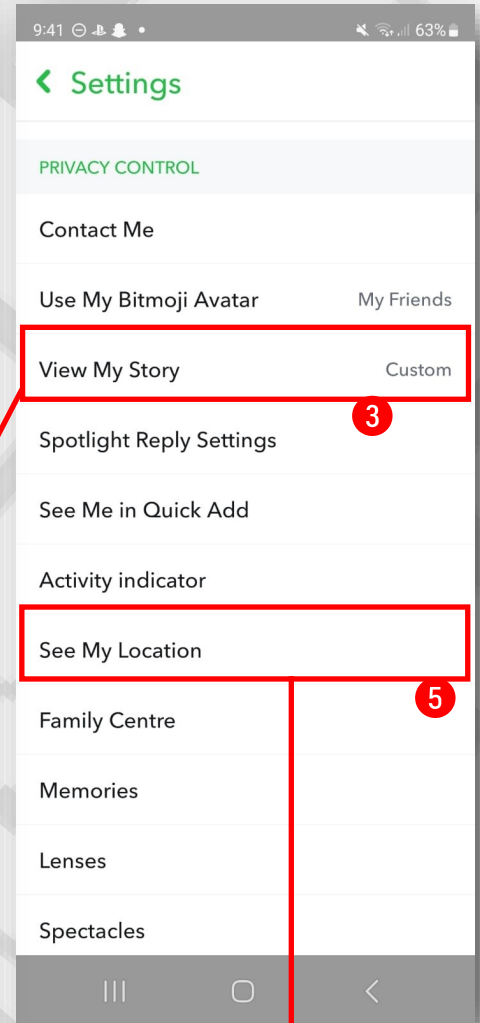 9:41 63%
Settings
PRIVACY CONTROL
Contact Me
Use My Bitmoji Avatar My Friends
View My Story Custom
3
Spotlight Reply Settings
See Me in Quick Add
Activity indicator
See My Location
5
Family Centre
Memories
Lenses
Spectacles